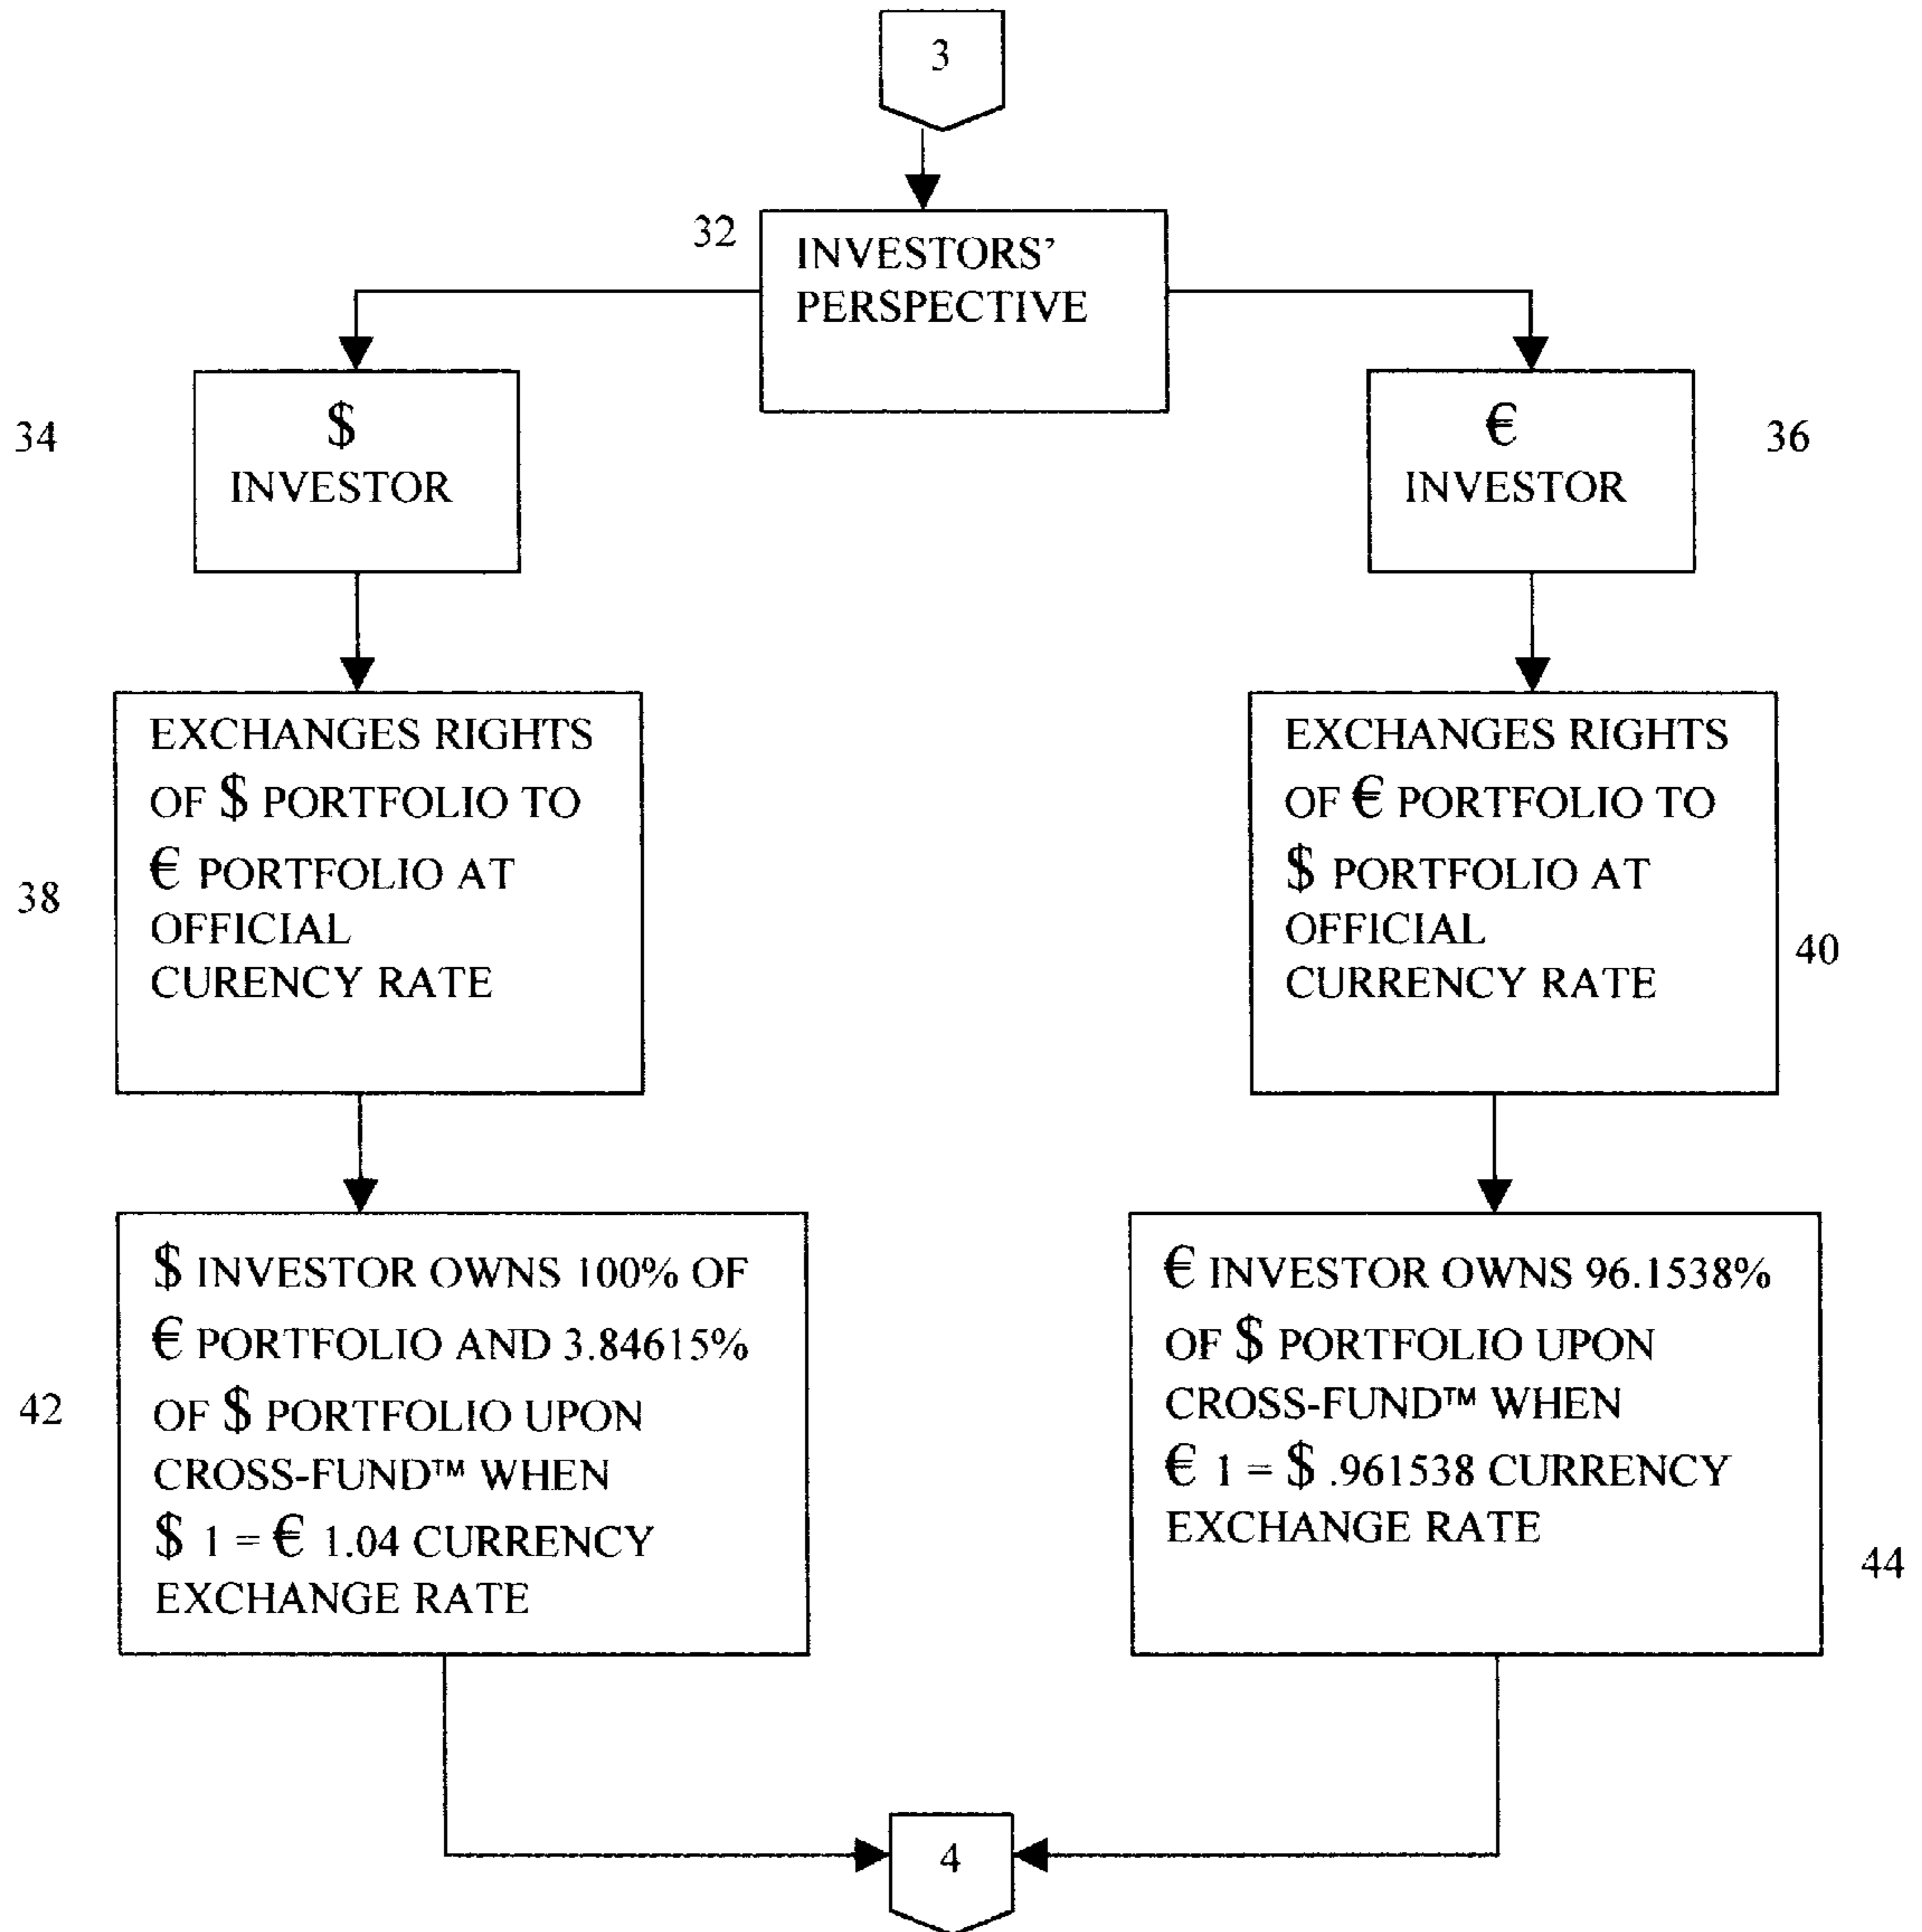 3
32
INVESTORS’
PERSPECTIVE
34
$
INVESTOR
€
INVESTOR
36
38
EXCHANGES RIGHTS
OF $ PORTFOLIO TO
€ PORTFOLIO AT
OFFICIAL
CURENCY RATE
EXCHANGES RIGHTS
OF € PORTFOLIO TO
$ PORTFOLIO AT
OFFICIAL
CURRENCY RATE
40
42
$ INVESTOR OWNS 100% OF
€ PORTFOLIO AND 3.84615%
OF $ PORTFOLIO UPON
CROSS-FUND™ WHEN
$ 1 = € 1.04 CURRENCY
EXCHANGE RATE
€ INVESTOR OWNS 96.1538%
OF $ PORTFOLIO UPON
CROSS-FUND™ WHEN
€ 1 = $ .961538 CURRENCY
EXCHANGE RATE
44
4